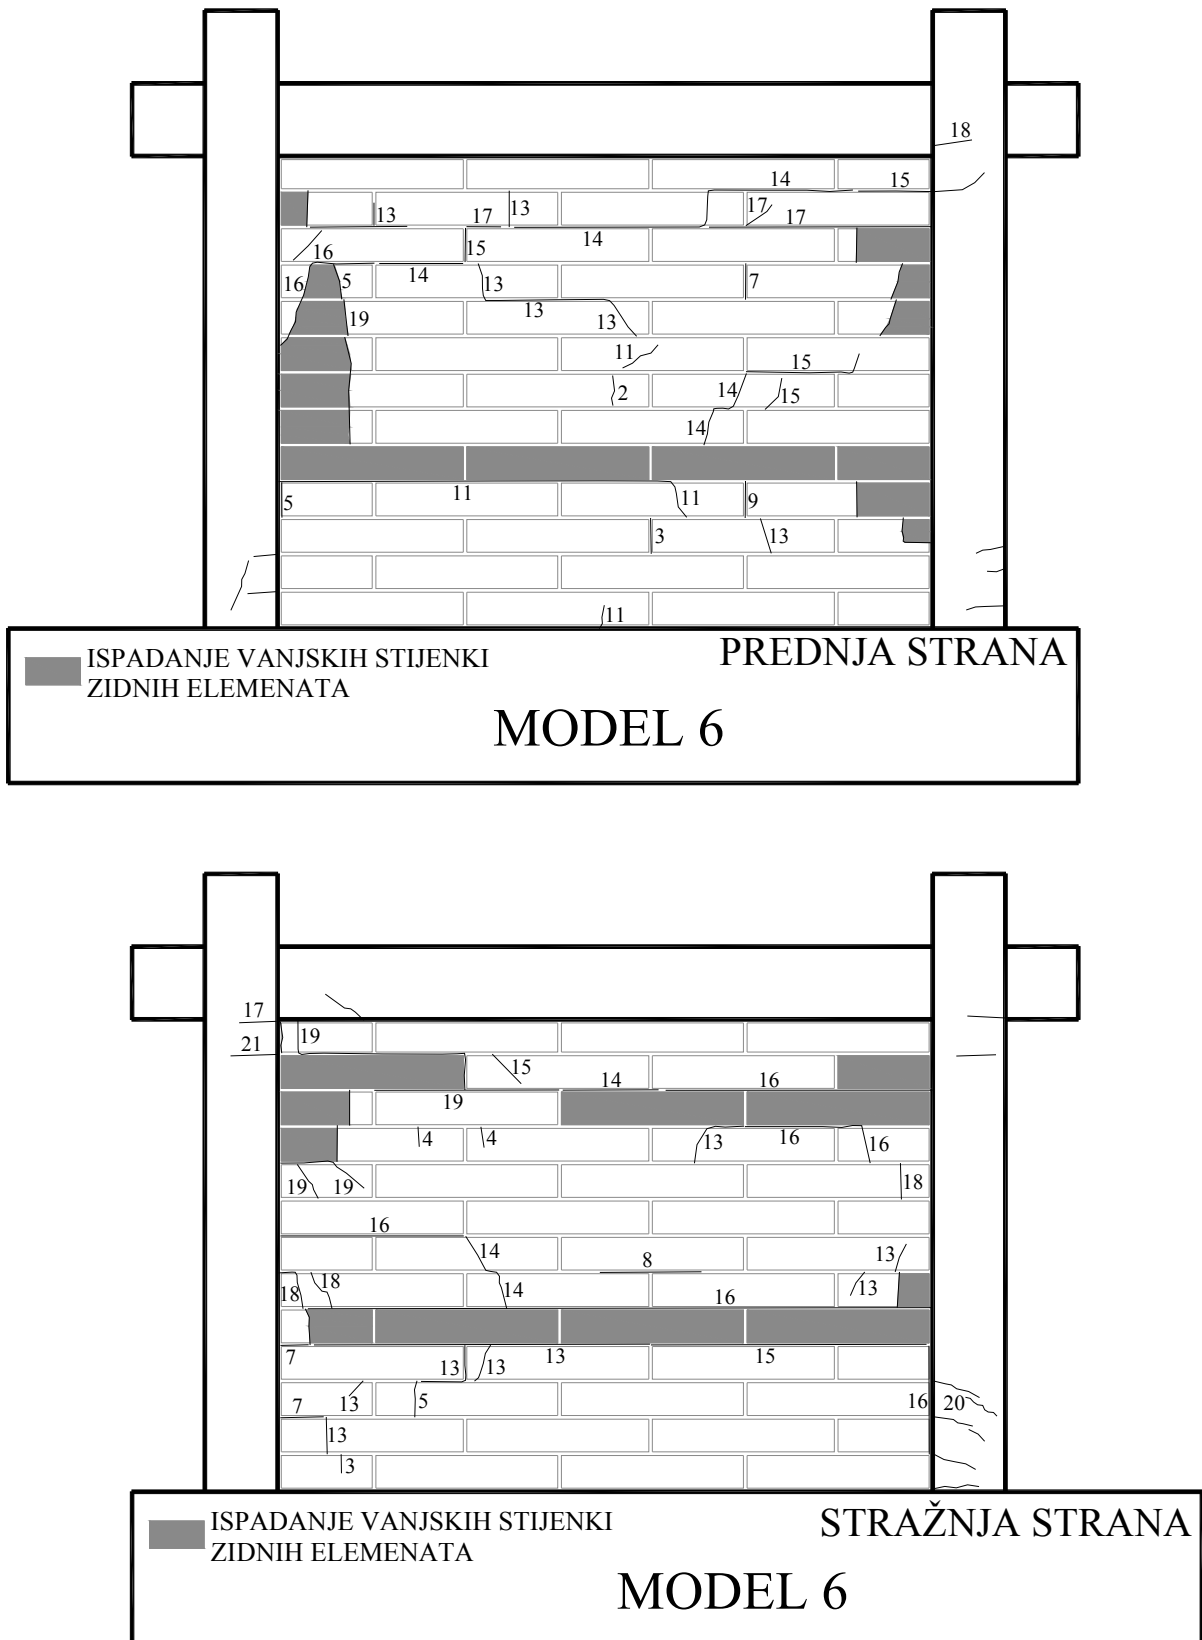 18
14 15
13 17 13 17 17
16 15 14
16 5 14 13 7
19 13 13
11 15
2 14 15
14
5 11 11 9
3 13
11
ISPADANJE VANJSKIH STIJENKI
ZIDNIH ELEMENATA
PREDNJA STRANA
MODEL 6
17
19
21
15 14 16
19
4 4 13 16 16
19 19 18
16
14 8 13
18 18 14 16 13
7 13 13 13 15
7 13 5 16 20
13
3
ISPADANJE VANJSKIH STIJENKI
ZIDNIH ELEMENATA
STRAŽNJA STRANA
MODEL 6